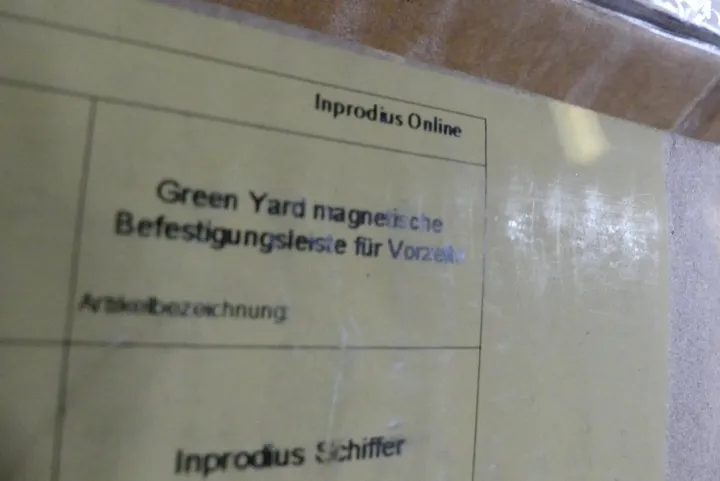 Inprodius Online
Green Yard magnetische
Befestigungsleiste für
Artikelbezeichnung:
Inprodius Schiffer